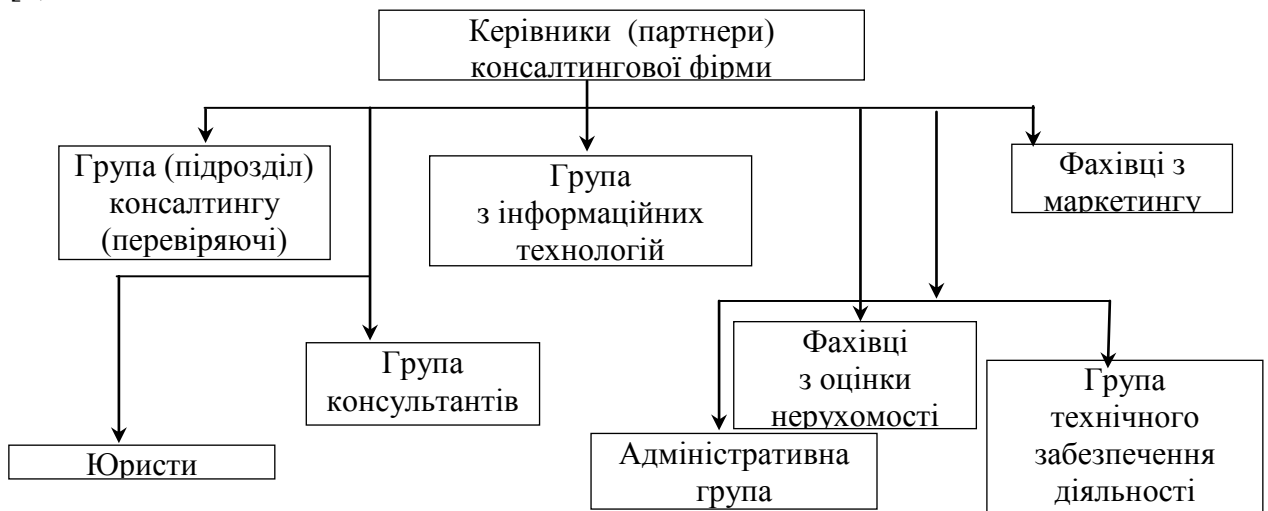 Керівники (партнери)
консалтингової фірми
Група (підрозділ)
консалтингу
(перевіряючі)
Група
з інформаційних
технологій
Фахівці з
маркетингу
Група
консультантів
Юристи
Фахівці
з оцінки
нерухомості
Адміністративна
група
Група
технічного
забезпечення
діяльності